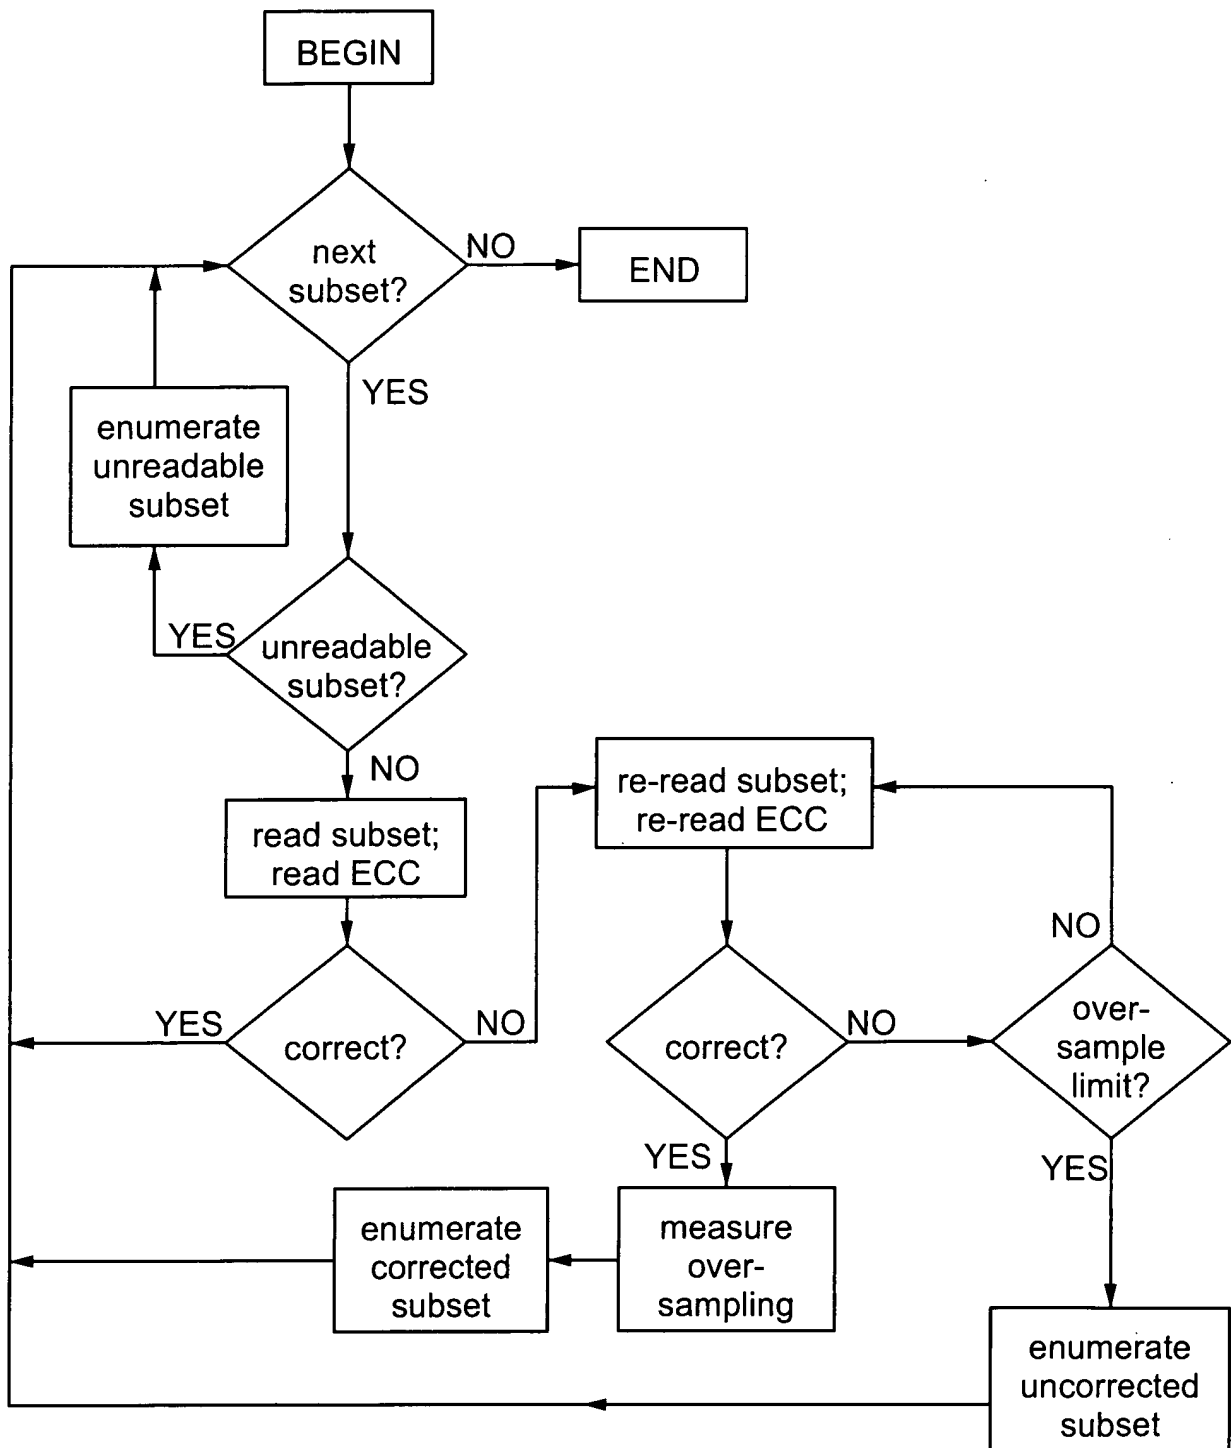 BEGIN
next
subset?
NO
END
YES
enumerate
unreadable
subset
YES
unreadable
subset?
NO
read subset;
read ECC
re-read subset;
re-read ECC
YES
correct?
NO
correct?
NO
NO
over-
sample
limit?
YES
YES
enumerate
corrected
subset
measure
over-
sampling
enumerate
uncorrected
subset